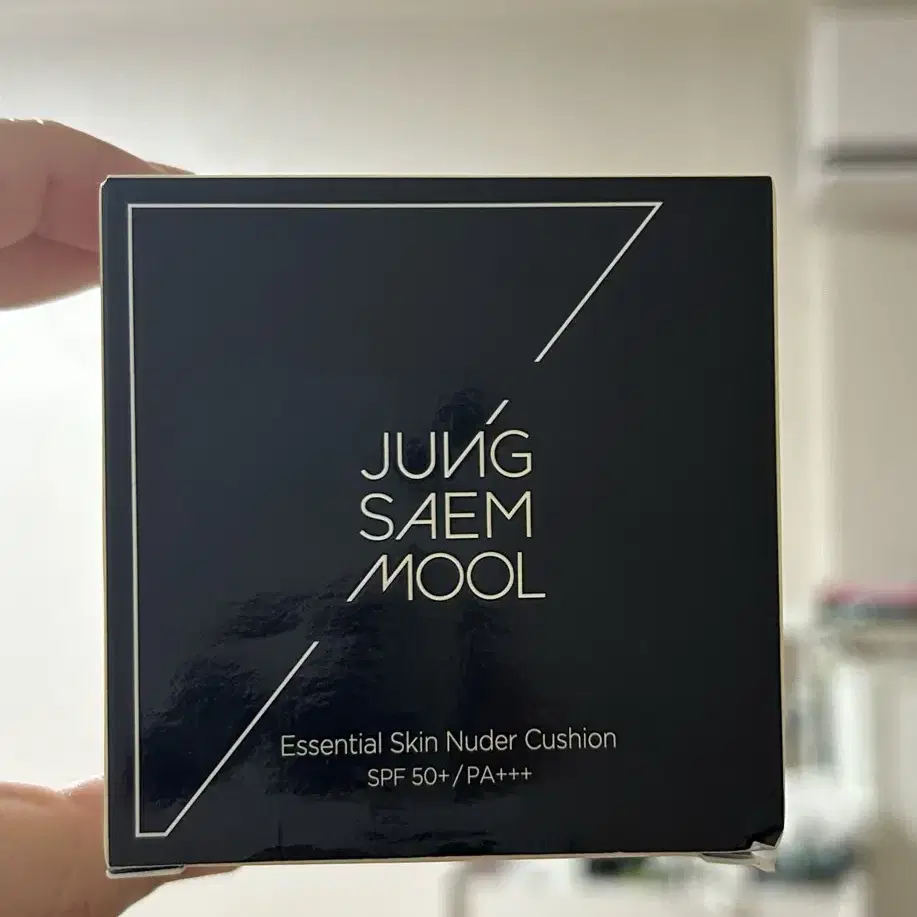 JUNG
SAEM
MOOL
Essential Skin Nuder Cushion
SPF 50+/PA+++